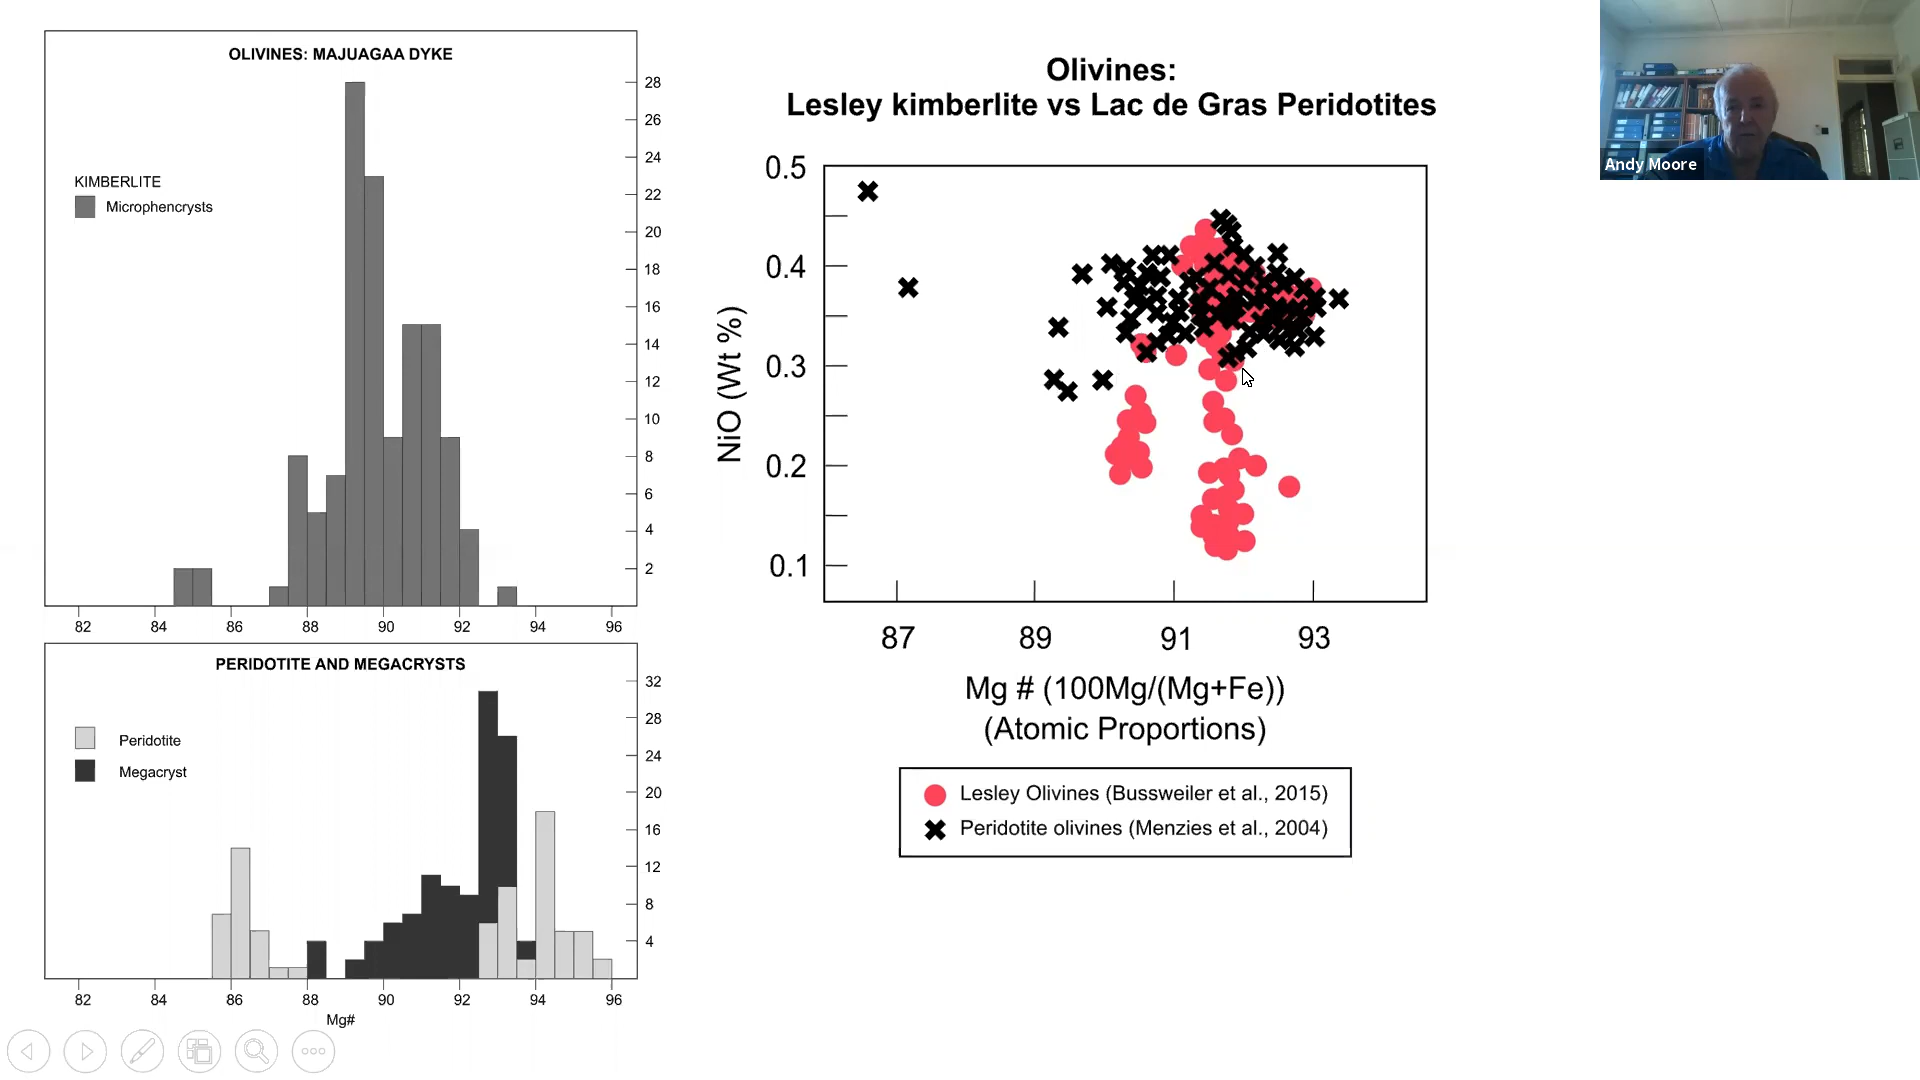 OLIVINES: MAJUAGAA DYKE
KIMBERLITE
Microphencrysts
28
26
24
22
20
18
16
14
12
10
8
6
4
2
82 84 86 88 90 92 94 96
PERIDOTITE AND MEGACRYSTS
Peridotite
Megacryst
32
28
24
20
16
12
8
4
82 84 86 88 90 92 94 96
Mg#
Olivines:
Lesley kimberlite vs Lac de Gras Peridotites
NiO (Wt %)
0.5
0.4
0.3
0.2
0.1
87 89 91 93
Mg # (100Mg/(Mg+Fe))
(Atomic Proportions)
Lesley Olivines (Bussweiler et al., 2015)
Peridotite olivines (Menzies et al., 2004)
Andy Moore